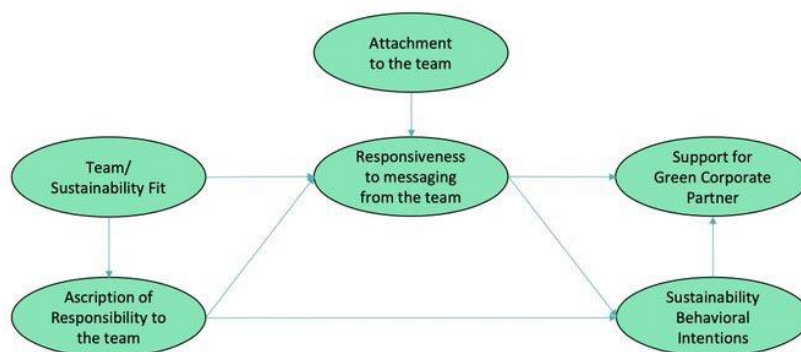 Attachment
to the team
Team/
Sustainability Fit
Responsiveness
to messaging
from the team
Support for
Green Corporate
Partner
Ascription of
Responsibility to
the team
Sustainability
Behavioral
Intentions